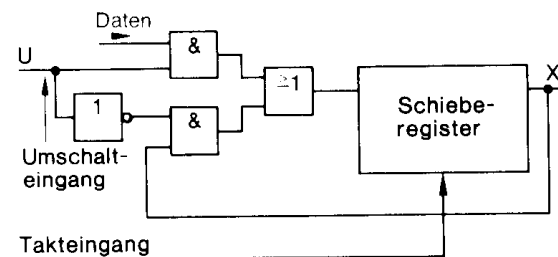 Daten
U
&
≥1
X
1
&
Schiebe-
register
Umschalt-
eingang
Takteingang